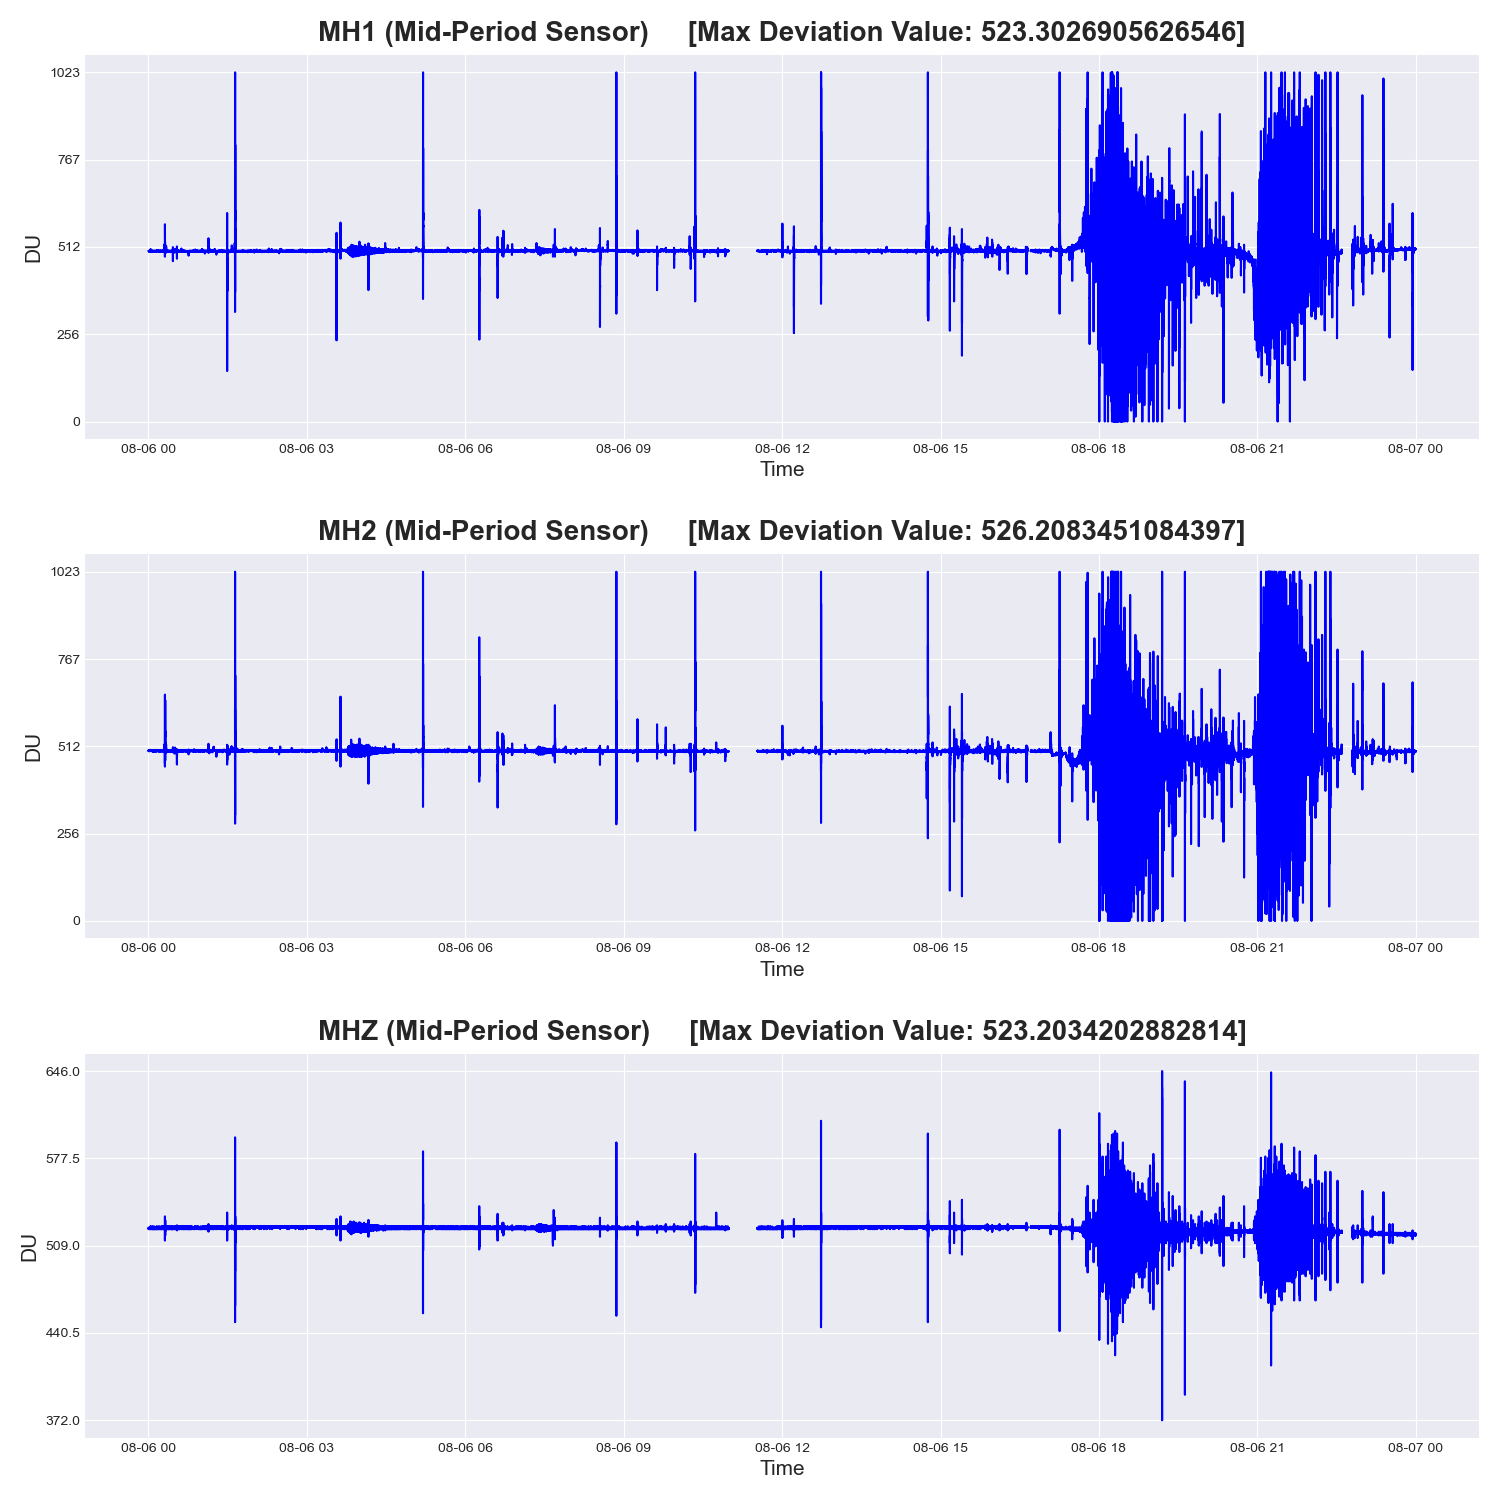 MH1 (Mid-Period Sensor) [Max Deviation Value: 523.3026905626546]
1023
767
512
256
0
DU
08-06 00 08-06 03 08-06 06 08-06 09 08-06 12 08-06 15 08-06 18 08-06 21 08-07 00
Time
MH2 (Mid-Period Sensor) [Max Deviation Value: 526.2083451084397]
1023
767
512
256
0
DU
08-06 00 08-06 03 08-06 06 08-06 09 08-06 12 08-06 15 08-06 18 08-06 21 08-07 00
Time
MHZ (Mid-Period Sensor) [Max Deviation Value: 523.2034202882814]
646.0
577.5
509.0
440.5
372.0
DU
08-06 00 08-06 03 08-06 06 08-06 09 08-06 12 08-06 15 08-06 18 08-06 21 08-07 00
Time